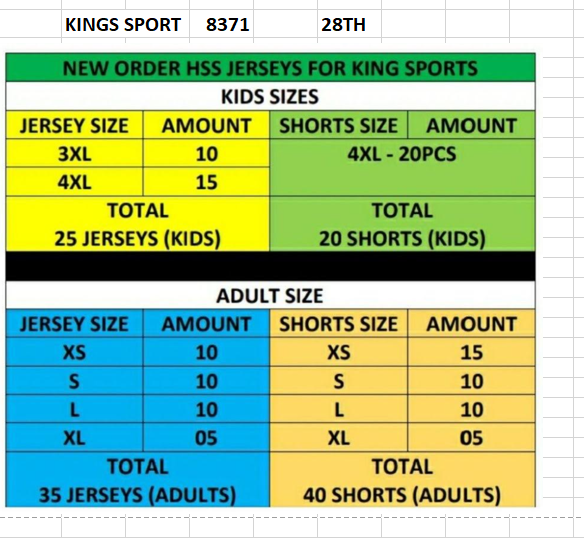 KINGS SPORT 8371 28TH
NEW ORDER HSS JERSEYS FOR KING SPORTS
KIDS SIZES
JERSEY SIZE AMOUNT SHORTS SIZE AMOUNT
3XL 10 4XL - 20PCS
4XL 15
TOTAL TOTAL
25 JERSEYS (KIDS) 20 SHORTS (KIDS)
ADULT SIZE
JERSEY SIZE AMOUNT SHORTS SIZE AMOUNT
XS 10 XS 15
S 10 S 10
L 10 L 10
XL 05 XL 05
TOTAL TOTAL
35 JERSEYS (ADULTS) 40 SHORTS (ADULTS)